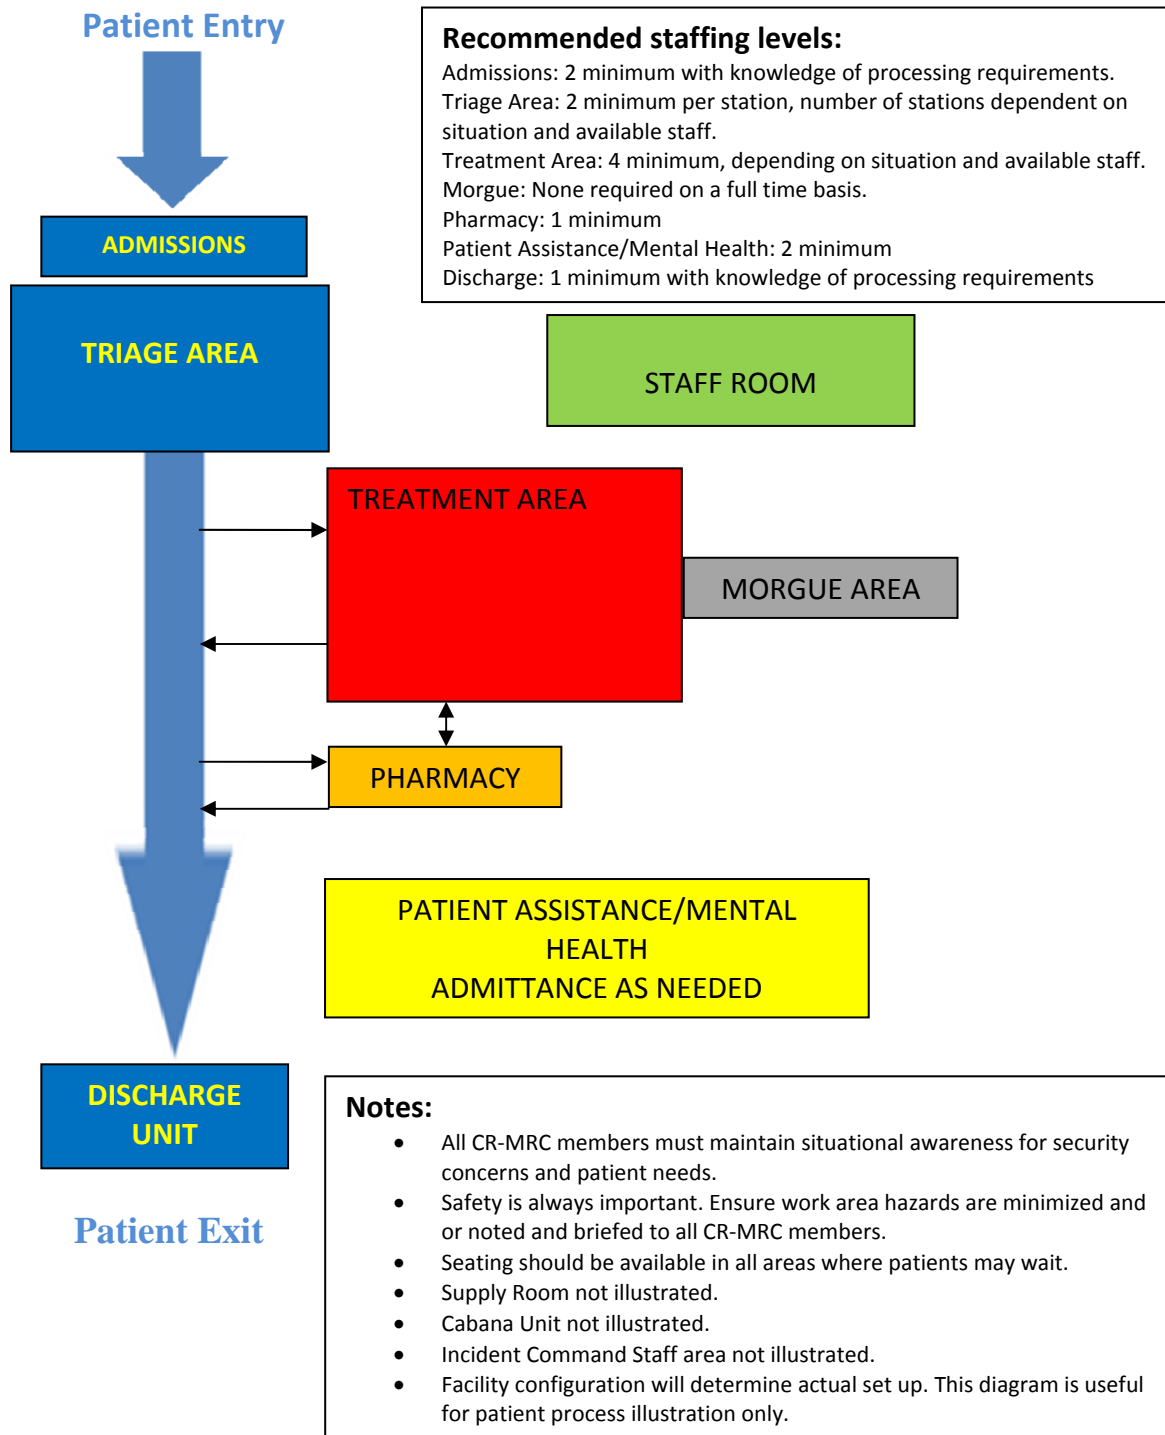 Patient Entry
Recommended staffing levels:
Admissions: 2 minimum with knowledge of processing requirements.
Triage Area: 2 minimum per station, number of stations dependent on
situation and available staff.
Treatment Area: 4 minimum, depending on situation and available staff.
Morgue: None required on a full time basis.
Pharmacy: 1 minimum
Patient Assistance/Mental Health: 2 minimum
Discharge: 1 minimum with knowledge of processing requirements
ADMISSIONS
TRIAGE AREA
STAFF ROOM
TREATMENT AREA
MORGUE AREA
PHARMACY
PATIENT ASSISTANCE/MENTAL
HEALTH
ADMITTANCE AS NEEDED
DISCHARGE
UNIT
Patient Exit
Notes:
• All CR-MRC members must maintain situational awareness for security
concerns and patient needs.
• Safety is always important. Ensure work area hazards are minimized and
or noted and briefed to all CR-MRC members.
• Seating should be available in all areas where patients may wait.
• Supply Room not illustrated.
• Cabana Unit not illustrated.
• Incident Command Staff area not illustrated.
• Facility configuration will determine actual set up. This diagram is useful
for patient process illustration only.